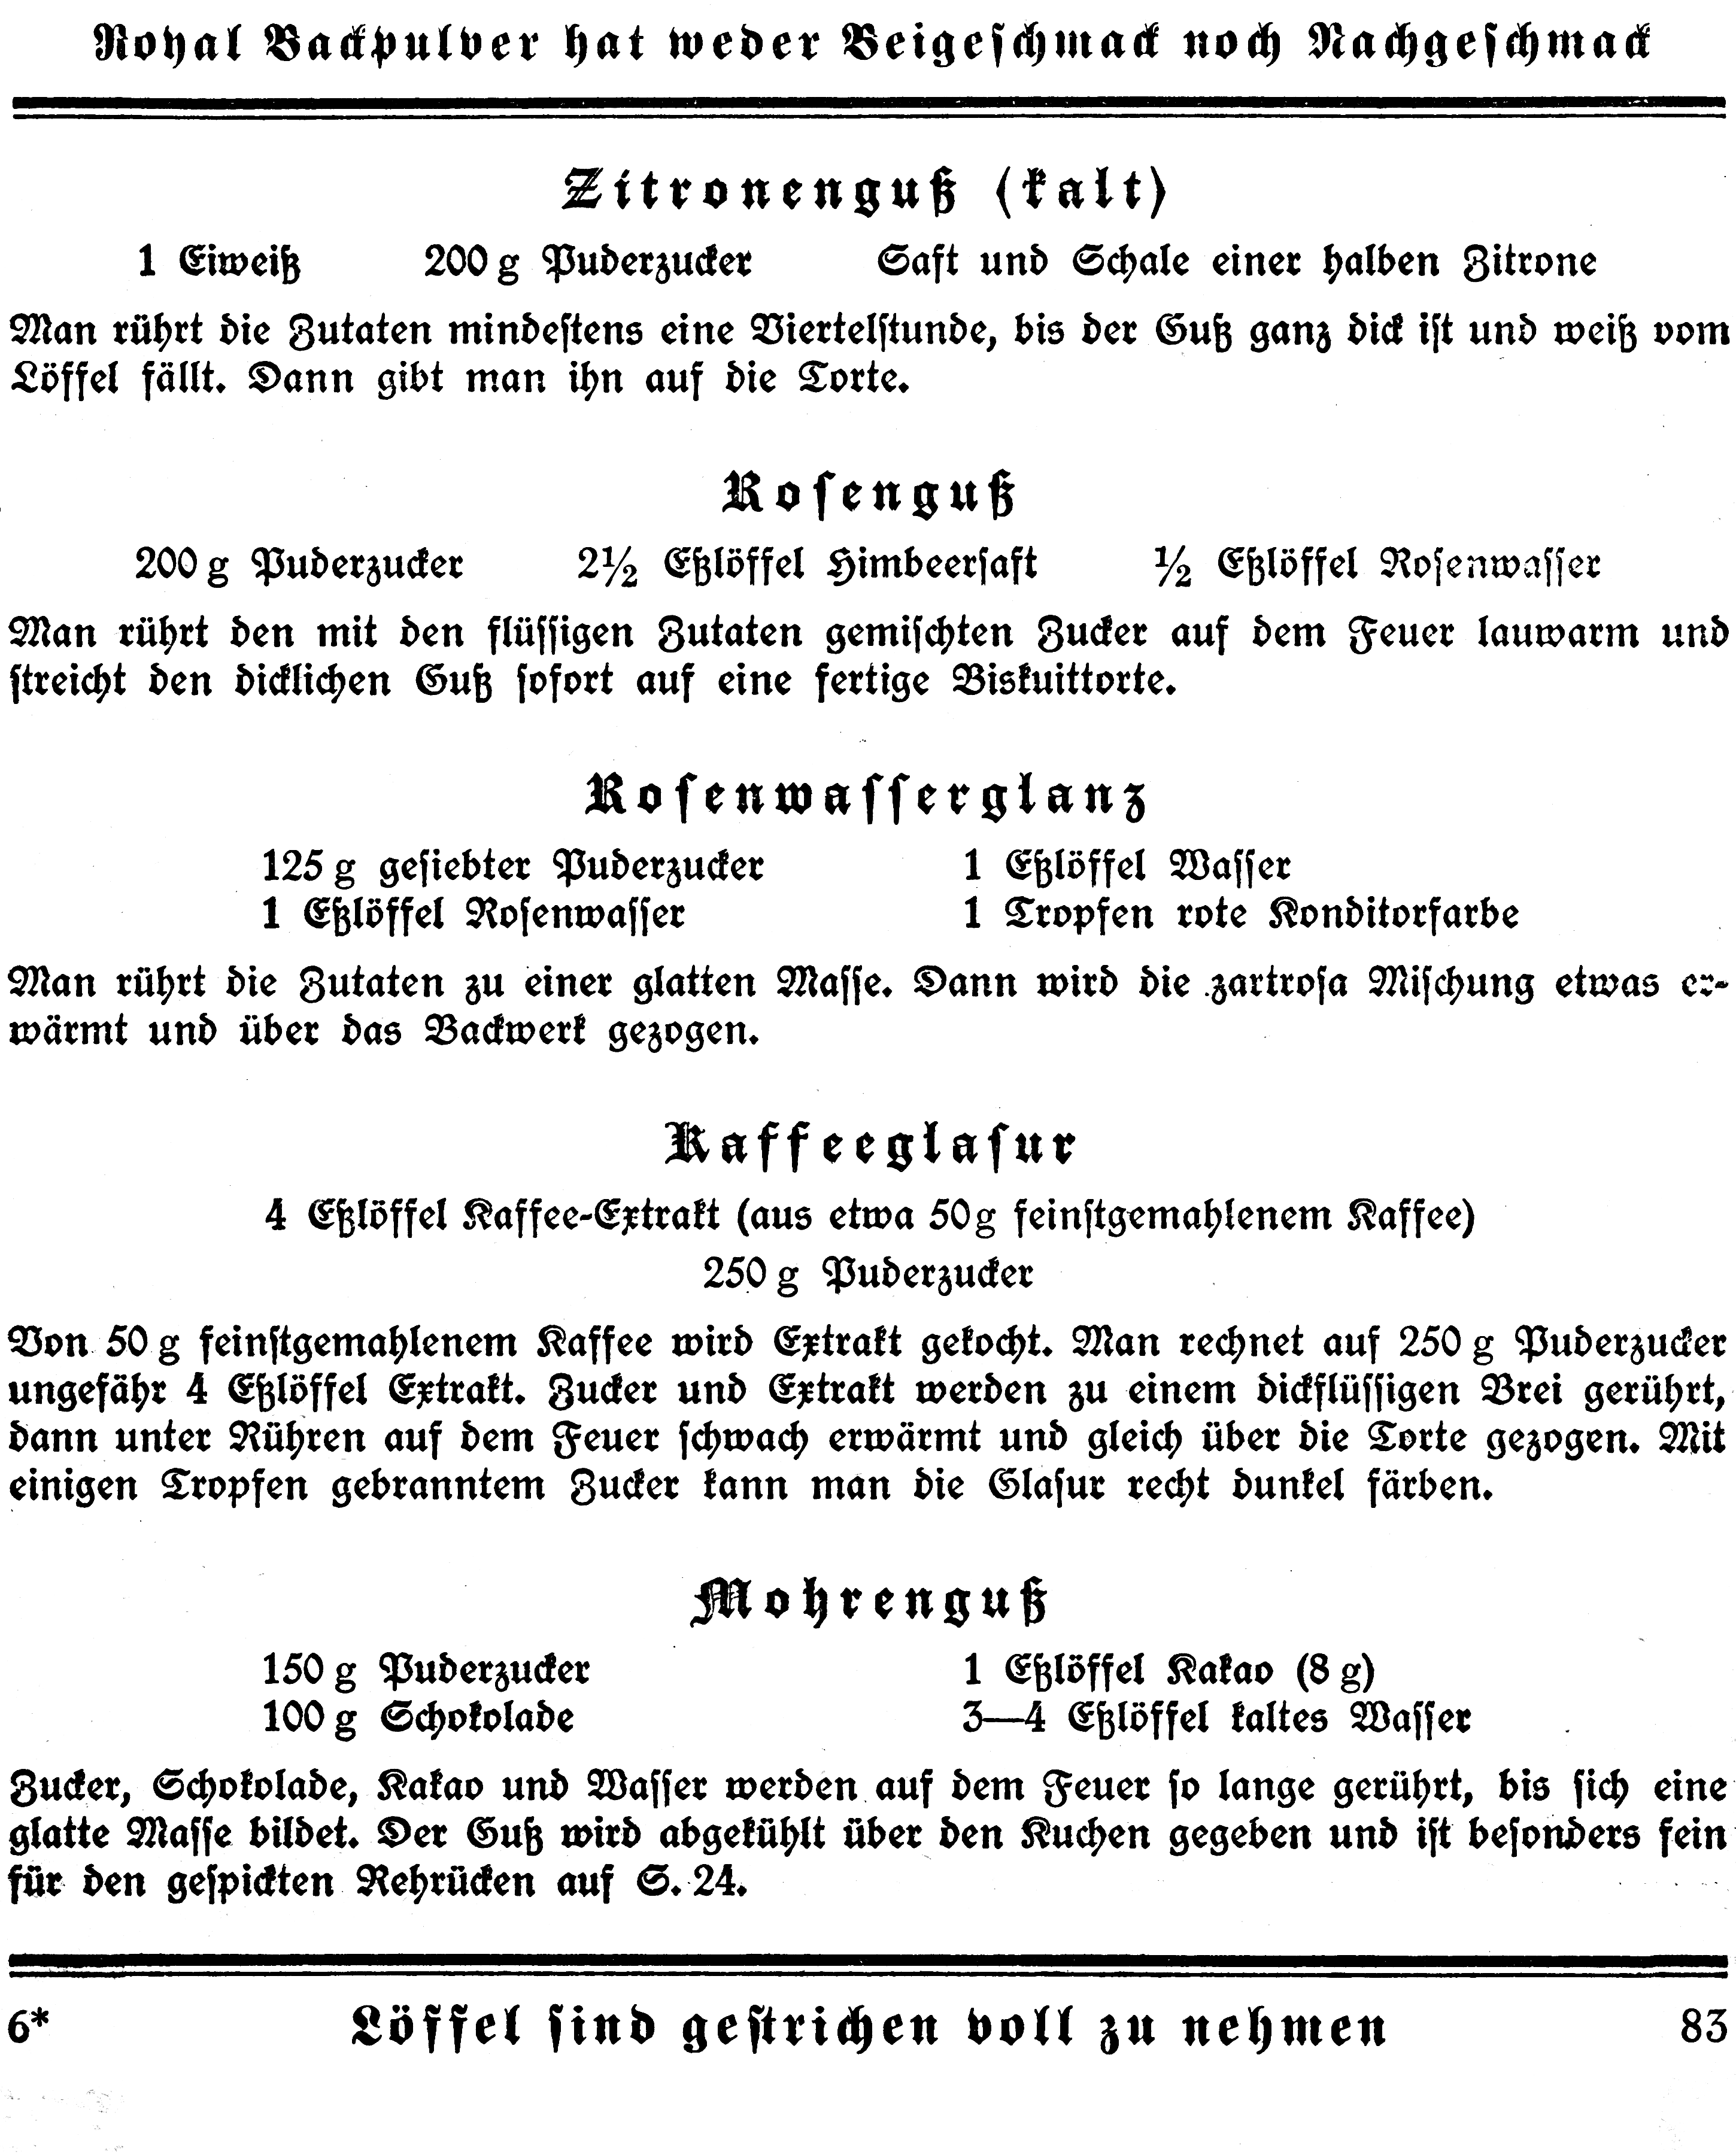 Royal Backpulver hat weder Beigeschmack noch Nachgeschmack
Zitronenguß (kalt)
1 Eiweiß 200 g Puderzucker Saft und Schale einer halben Zitrone
Man rührt die Zutaten mindestens eine Viertelstunde, bis der Guß ganz dick ist und weiß vom
Löffel fällt. Dann gibt man ihn auf die Torte.
Rosenguß
200 g Puderzucker 2½ Eßlöffel Himbeersaft ½ Eßlöffel Rosenwasser
Man rührt den mit den flüssigen Zutaten gemischten Zucker auf dem Feuer lauwarm und
streicht den dicklichen Guß sofort auf eine fertige Biskuittorte.
Rosenwasserglanz
125 g gesiebter Puderzucker 1 Eßlöffel Wasser
1 Eßlöffel Rosenwasser 1 Tropfen rote Konditorfarbe
Man rührt die Zutaten zu einer glatten Masse. Dann wird die zartrosa Mischung etwas er-
wärmt und über das Backwerk gezogen.
Kaffeeglasur
4 Eßlöffel Kaffee-Extrakt (aus etwa 50 g feinstgemahlenem Kaffee)
250 g Puderzucker
Von 50 g feinstgemahlenem Kaffee wird Extrakt gekocht. Man rechnet auf 250 g Puderzucker
ungefähr 4 Eßlöffel Extrakt. Zucker und Extrakt werden zu einem dickflüssigen Brei gerührt,
dann unter Rühren auf dem Feuer schwach erwärmt und gleich über die Torte gezogen. Mit
einigen Tropfen gebranntem Zucker kann man die Glasur recht dunkel färben.
Mohrenguß
150 g Puderzucker 1 Eßlöffel Kakao (8 g)
100 g Schokolade 3—4 Eßlöffel kaltes Wasser
Zucker, Schokolade, Kakao und Wasser werden auf dem Feuer so lange gerührt, bis sich eine
glatte Masse bildet. Der Guß wird abgekühlt über den Kuchen gegeben und ist besonders fein
für den gespickten Rehrücken auf S. 24.
6* Löffel sind gestrichen voll zu nehmen 83